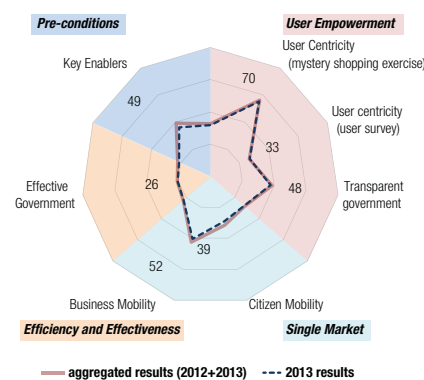 Pre-conditions
User Empowerment
User Centricity
(mystery shopping exercise)
Key Enablers
70
49
User centricity
(user survey)
33
Effective
Government
26
48
Transparent
government
39
52
Business Mobility
Citizen Mobility
Efficiency and Effectiveness
Single Market
aggregated results (2012+2013)
2013 results